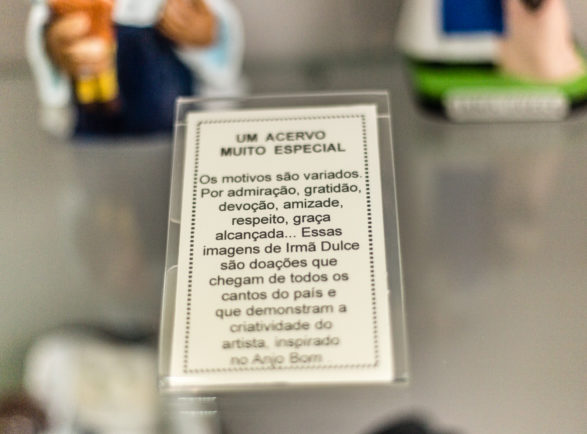 UM ACERVO
MUITO ESPECIAL
Os motivos são variados.
Por admiração, gratidão,
devoção, amizade,
respeito, graça
alcançada... Essas
imagens de Irmã Dulce
são doações que
chegam de todos os
cantos do país e
que demonstram a
criatividade do
artista, inspirado
no Anjo Bom